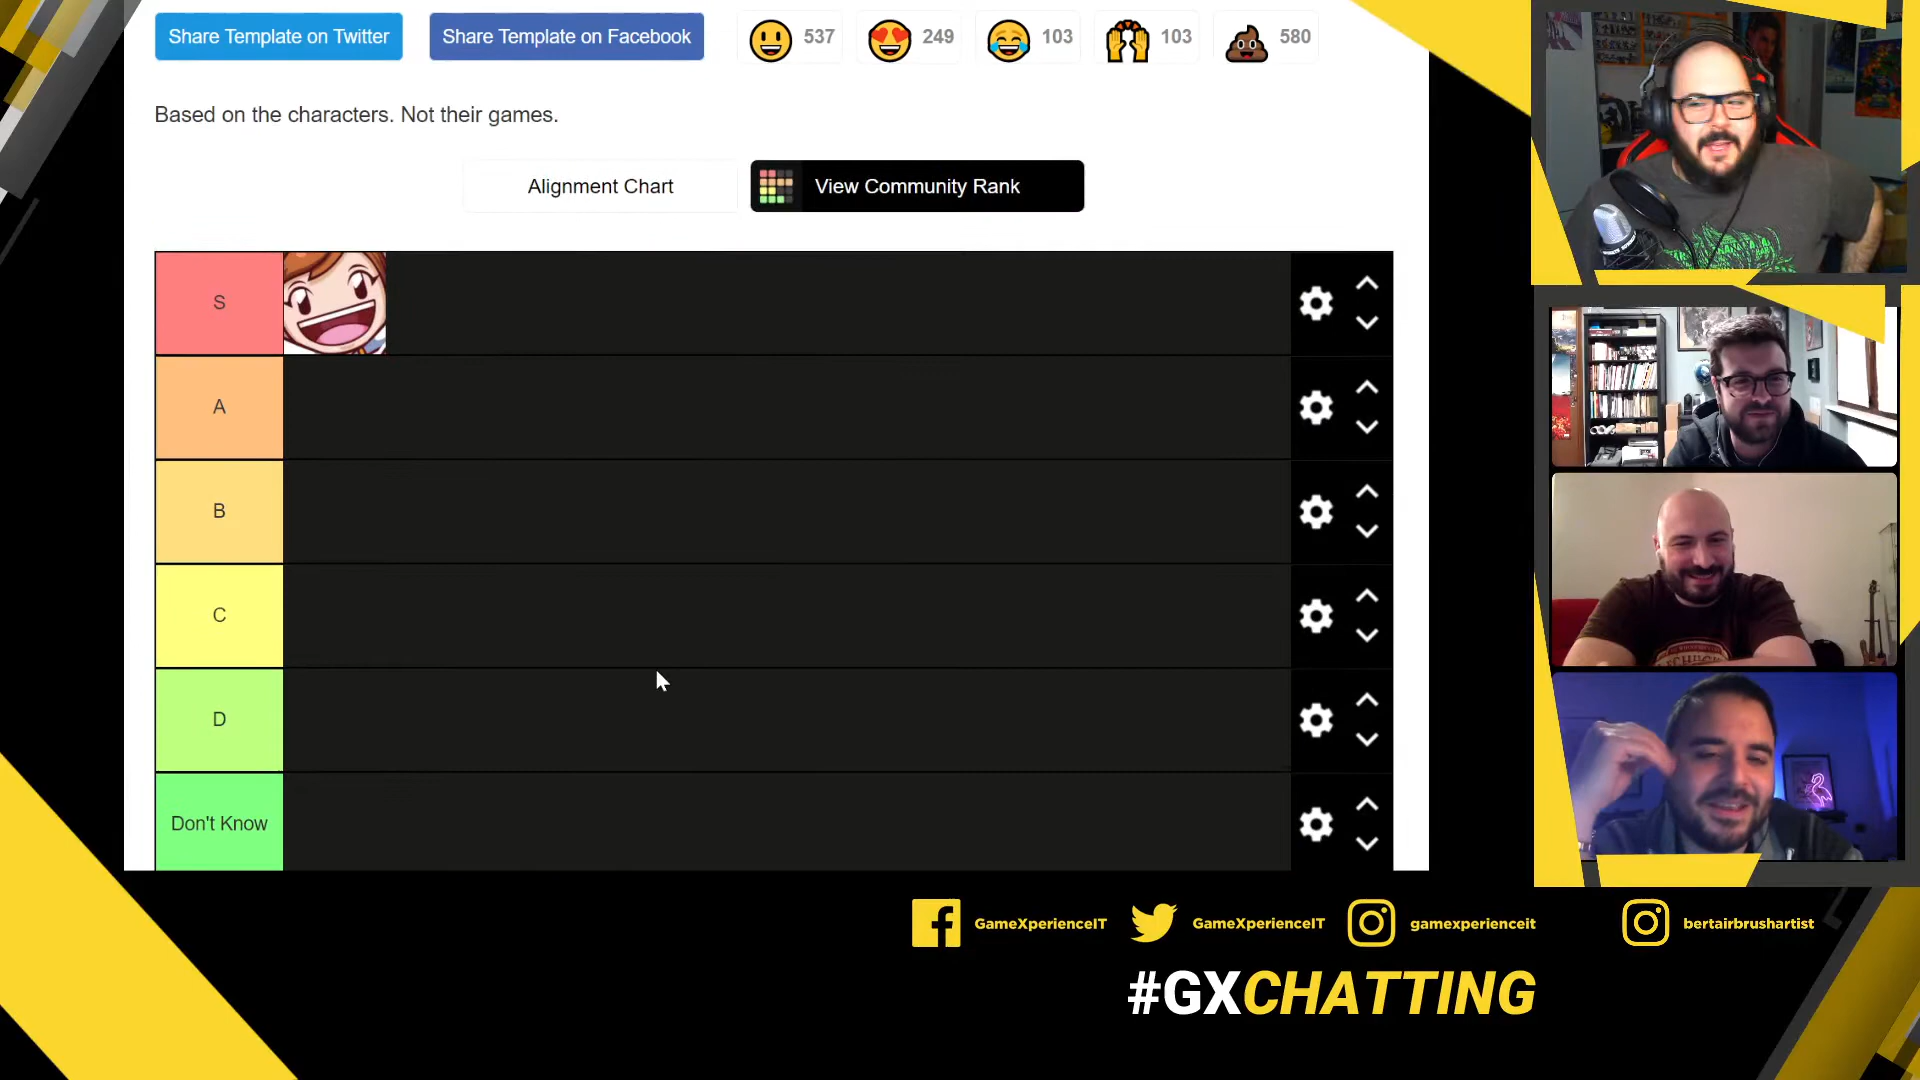 Share Template on Twitter
Share Template on Facebook
537
249
103
103
580
Based on the characters. Not their games.
Alignment Chart
View Community Rank
S
A
B
C
D
Don't Know
GameXperienceIT
GameXperienceIT
gamexperienceit
bertairbrushartist
#GXCHATTING